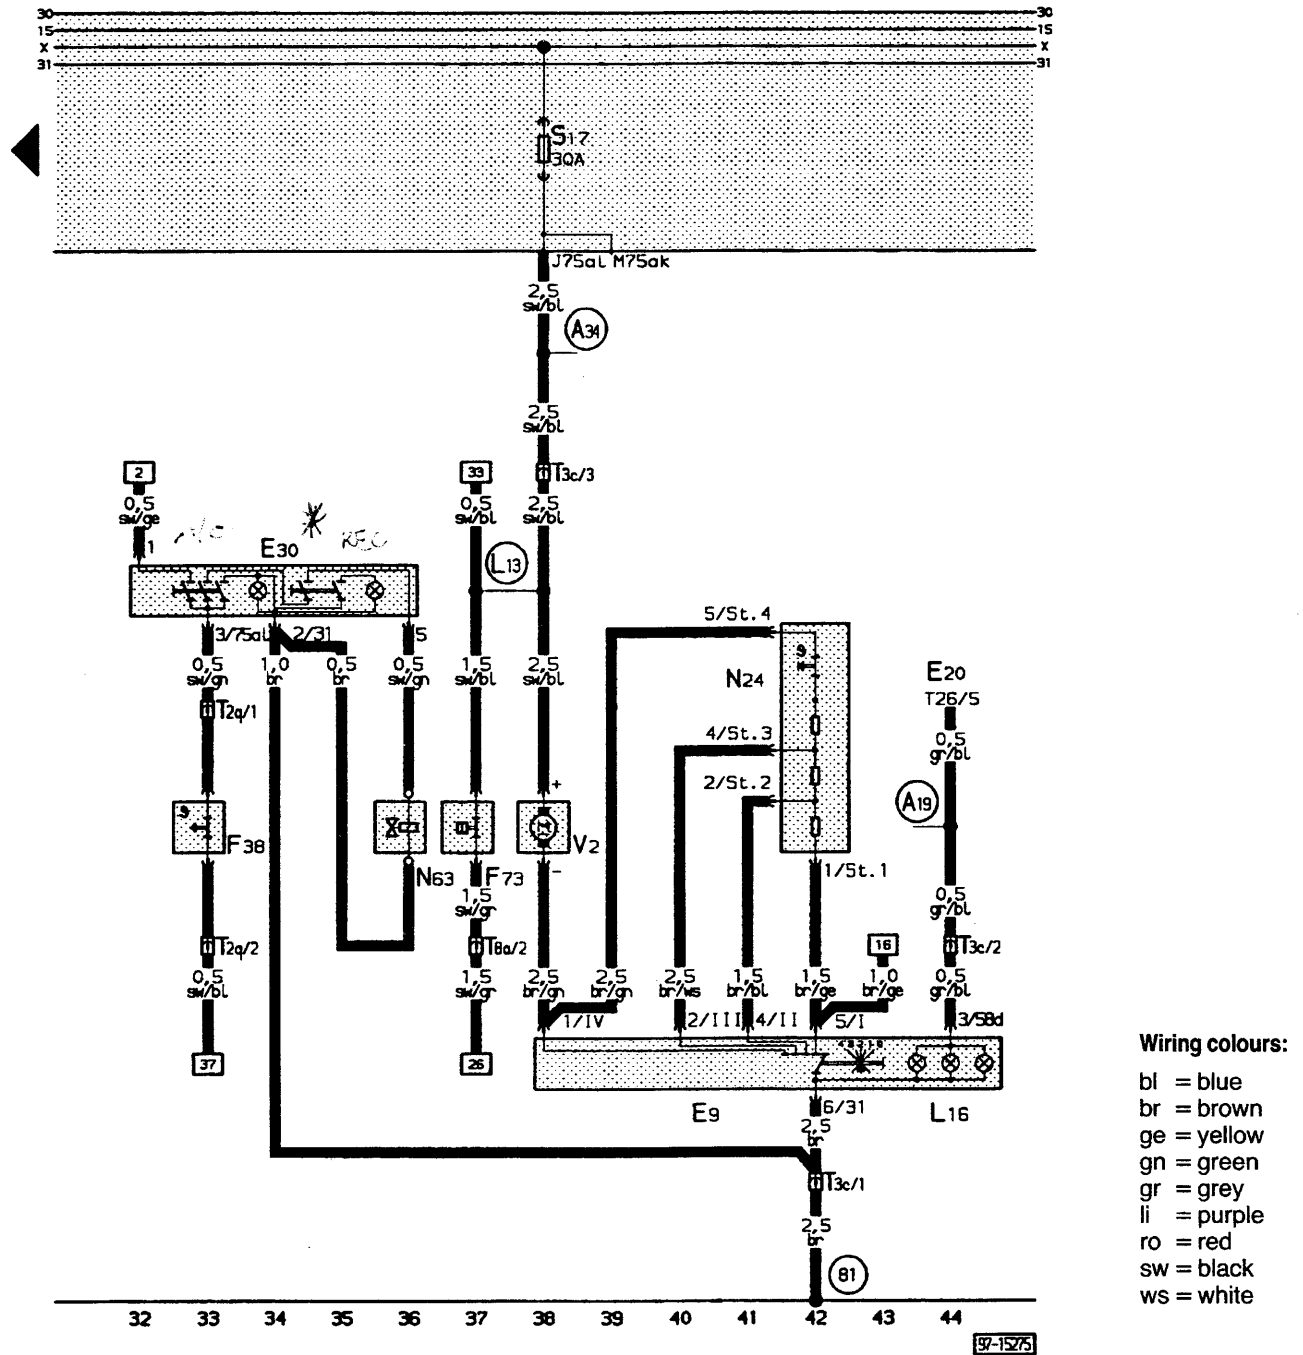 30 30
15 15
X X
31 31
S17
30A
J75al M75ak
2,5
sw/bl
A34
2,5
sw/bl
2 33 T3c/3
0,5 0,5 2,5
sw/ge sw/bl sw/bl
A/C REC
1 E30 L13
5/St.4
3/75al 2/31 5
0,5 1,0 0,5 0,5 1,5 2,5
sw/gn br br sw/gn sw/bl sw/bl
N24 E20
T26/5
T2q/1
4/St.3 0,5
gr/bl
2/St.2
+
A19
F38 V2
N63 F73 - 1/St.1
1,5 0,5
sw/gr gr/bl
T2q/2 T8a/2 16 T3c/2
0,5 1,5 2,5 2,5 2,5 1,5 1,5 1,0 0,5
sw/bl sw/gr br/gn br/gn br/ws br/bl br/ge br/ge gr/bl
1/IV 2/III 4/II 5/I 3/58d
4 3 2 1 0
37 26
E9 6/31 L16
2,5
br
T3c/1
2,5
br
81
32 33 34 35 36 37 38 39 40 41 42 43 44
97-15275
Wiring colours:
bl = blue
br = brown
ge = yellow
gn = green
gr = grey
li = purple
ro = red
sw = black
ws = white